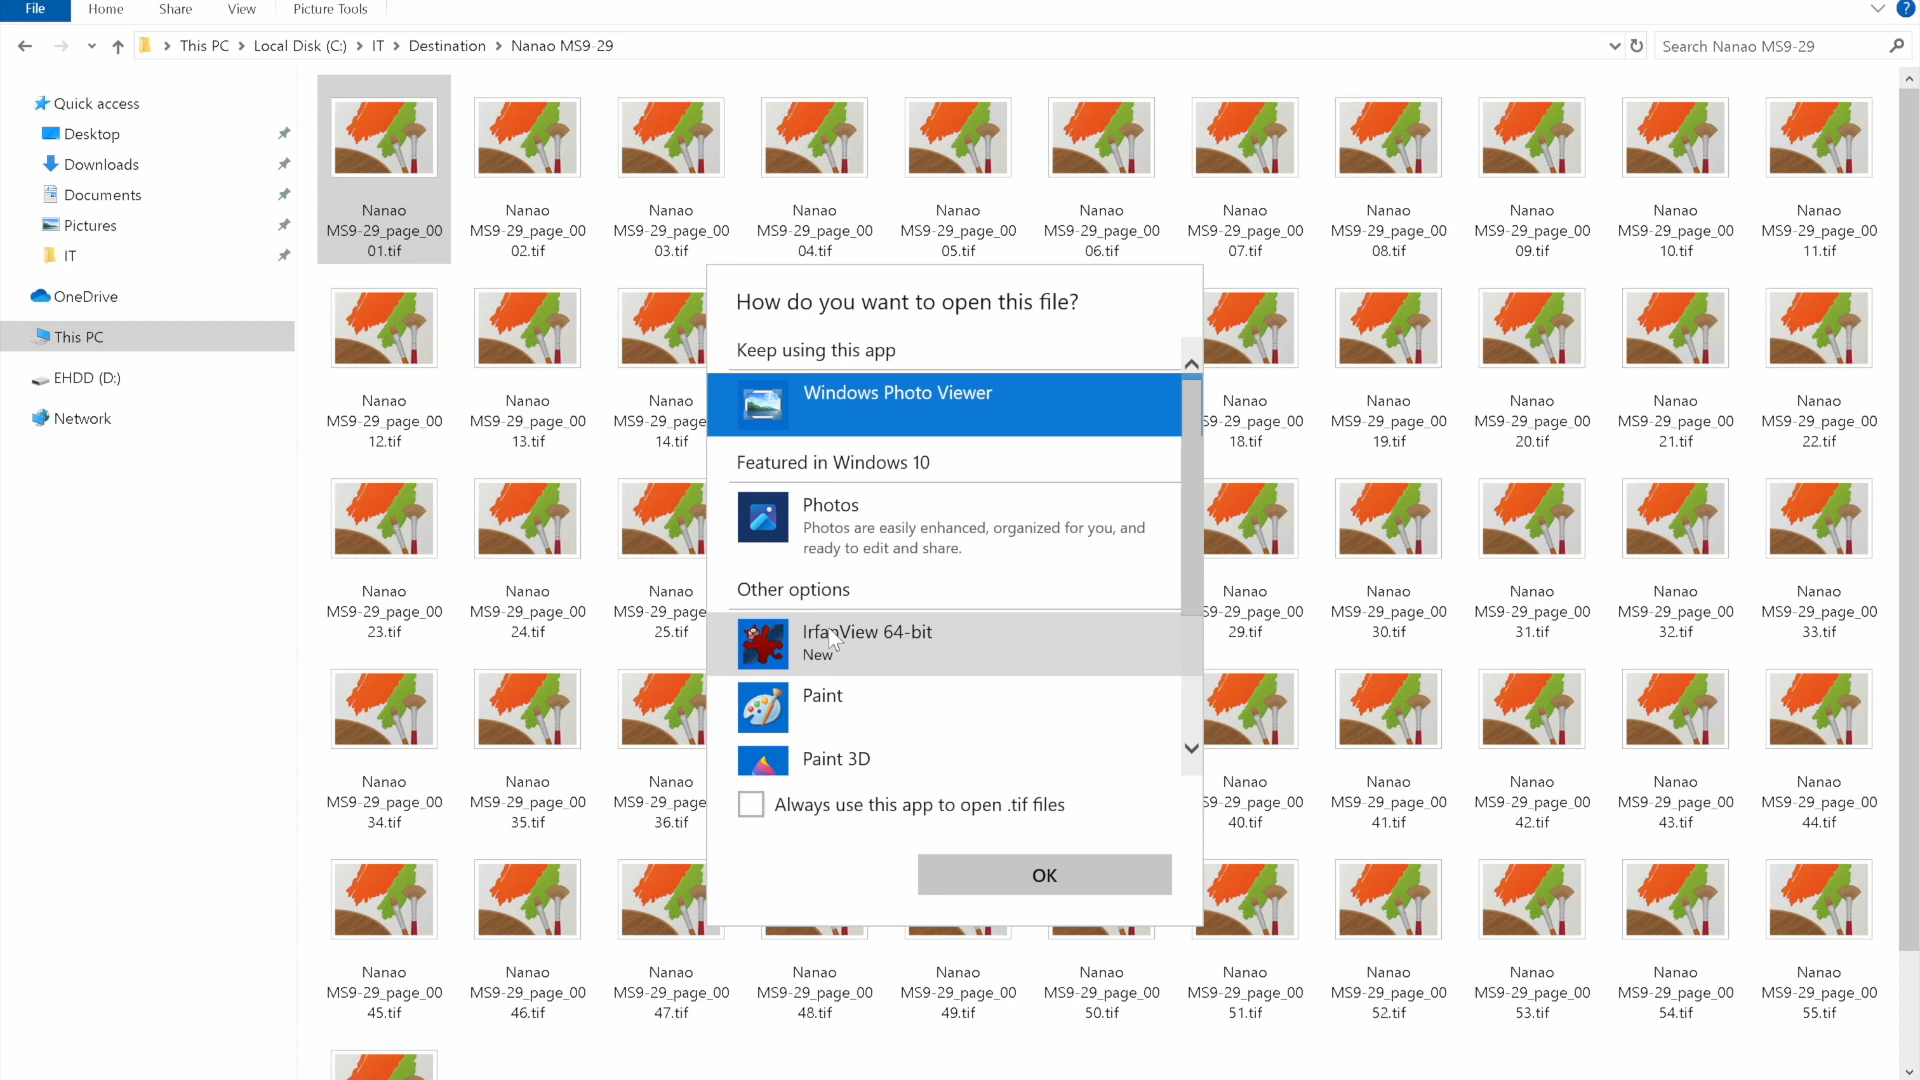 File Home Share View Picture Tools
This PC Local Disk (C:) IT Destination Nanao MS9-29
Search Nanao MS9-29
Quick access
Desktop
Downloads
Documents
Pictures
IT
OneDrive
This PC
EHDD (D:)
Network
Nanao Nanao Nanao Nanao Nanao Nanao Nanao Nanao Nanao Nanao Nanao
MS9-29_page_00 MS9-29_page_00 MS9-29_page_00 MS9-29_page_00 MS9-29_page_00 MS9-29_page_00 MS9-29_page_00 MS9-29_page_00 MS9-29_page_00 MS9-29_page_00 MS9-29_page_00
01.tif 02.tif 03.tif 04.tif 05.tif 06.tif 07.tif 08.tif 09.tif 10.tif 11.tif
Nanao Nanao Nanao Nanao Nanao Nanao Nanao Nanao
MS9-29_page_00 MS9-29_page_00 MS9-29_page S9-29_page_00 MS9-29_page_00 MS9-29_page_00 MS9-29_page_00 MS9-29_page_00
12.tif 13.tif 14.tif 18.tif 19.tif 20.tif 21.tif 22.tif
Nanao Nanao Nanao Nanao Nanao Nanao Nanao Nanao
MS9-29_page_00 MS9-29_page_00 MS9-29_page S9-29_page_00 MS9-29_page_00 MS9-29_page_00 MS9-29_page_00 MS9-29_page_00
23.tif 24.tif 25.tif 29.tif 30.tif 31.tif 32.tif 33.tif
Nanao Nanao Nanao Nanao Nanao Nanao Nanao Nanao
MS9-29_page_00 MS9-29_page_00 MS9-29_page S9-29_page_00 MS9-29_page_00 MS9-29_page_00 MS9-29_page_00 MS9-29_page_00
34.tif 35.tif 36.tif 40.tif 41.tif 42.tif 43.tif 44.tif
Nanao Nanao Nanao Nanao Nanao Nanao Nanao Nanao Nanao Nanao Nanao
MS9-29_page_00 MS9-29_page_00 MS9-29_page_00 MS9-29_page_00 MS9-29_page_00 MS9-29_page_00 MS9-29_page_00 MS9-29_page_00 MS9-29_page_00 MS9-29_page_00 MS9-29_page_00
45.tif 46.tif 47.tif 48.tif 49.tif 50.tif 51.tif 52.tif 53.tif 54.tif 55.tif
How do you want to open this file?
Keep using this app
Windows Photo Viewer
Featured in Windows 10
Photos
Photos are easily enhanced, organized for you, and
ready to edit and share.
Other options
IrfanView 64-bit
New
Paint
Paint 3D
Always use this app to open .tif files
OK